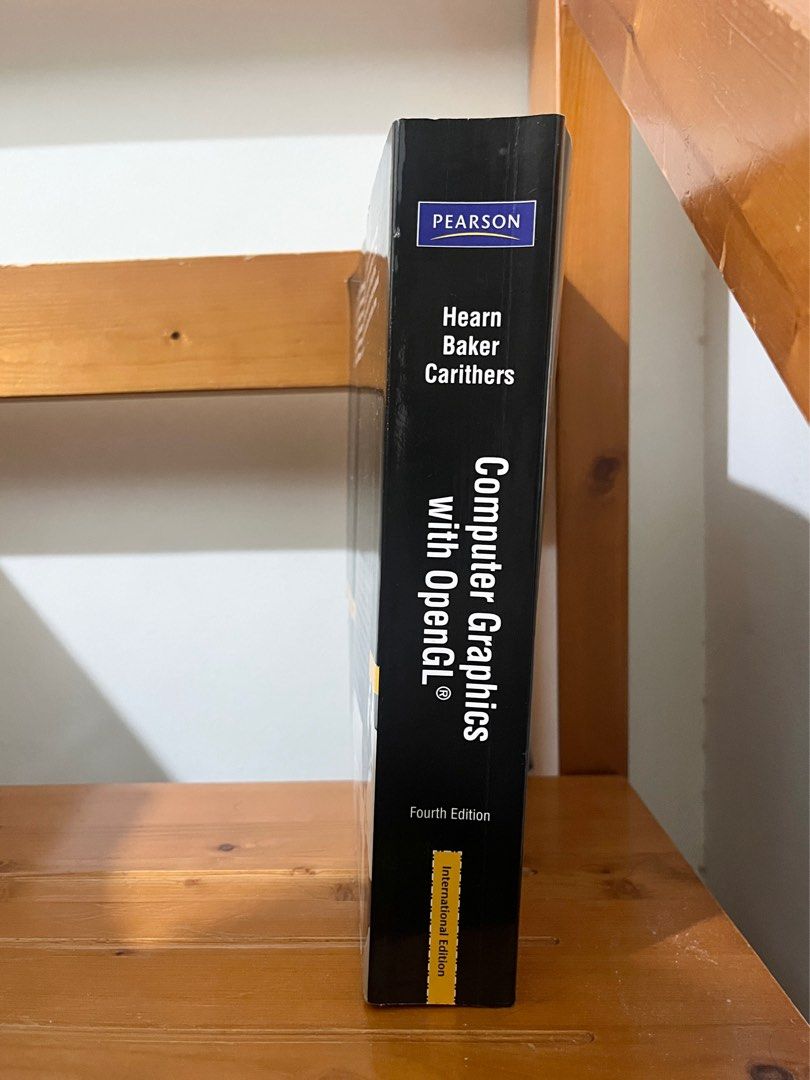 PEARSON
Hearn
Baker
Carithers
Computer Graphics
with OpenGL®
Fourth Edition
International Edition